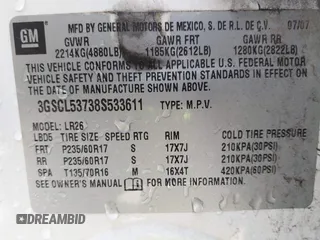 GM
MFD BY GENERAL MOTORS DE MEXICO, S. DE R.L. DE C.V. 07/07
GVWR GAWR FRT GAWR RR
2214KG(4880LB) 1185KG(2612LB) 1280KG(2822LB)
THIS VEHICLE CONFORMS TO ALL APPLICABLE U.S. FEDERAL
MOTOR VEHICLE SAFETY, BUMPER, AND THEFT PREVENTION
STANDARDS IN EFFECT ON THE DATE OF
MANUFACTURE SHOWN ABOVE.
3GSCL53738S533611 TYPE: M.P.V.
MODEL: LR26
TIRE SIZE SPEED RTG RIM COLD TIRE PRESSURE
FRT P235/60R17 S 17X7J 210KPA(30PSI)
RR P235/60R17 S 17X7J 210KPA(30PSI)
SPA T135/70R16 M 16X4T 420KPA(60PSI)
SEE OWNER'S MANUAL FOR ADDITIONAL INFORMATION.
GRID BID